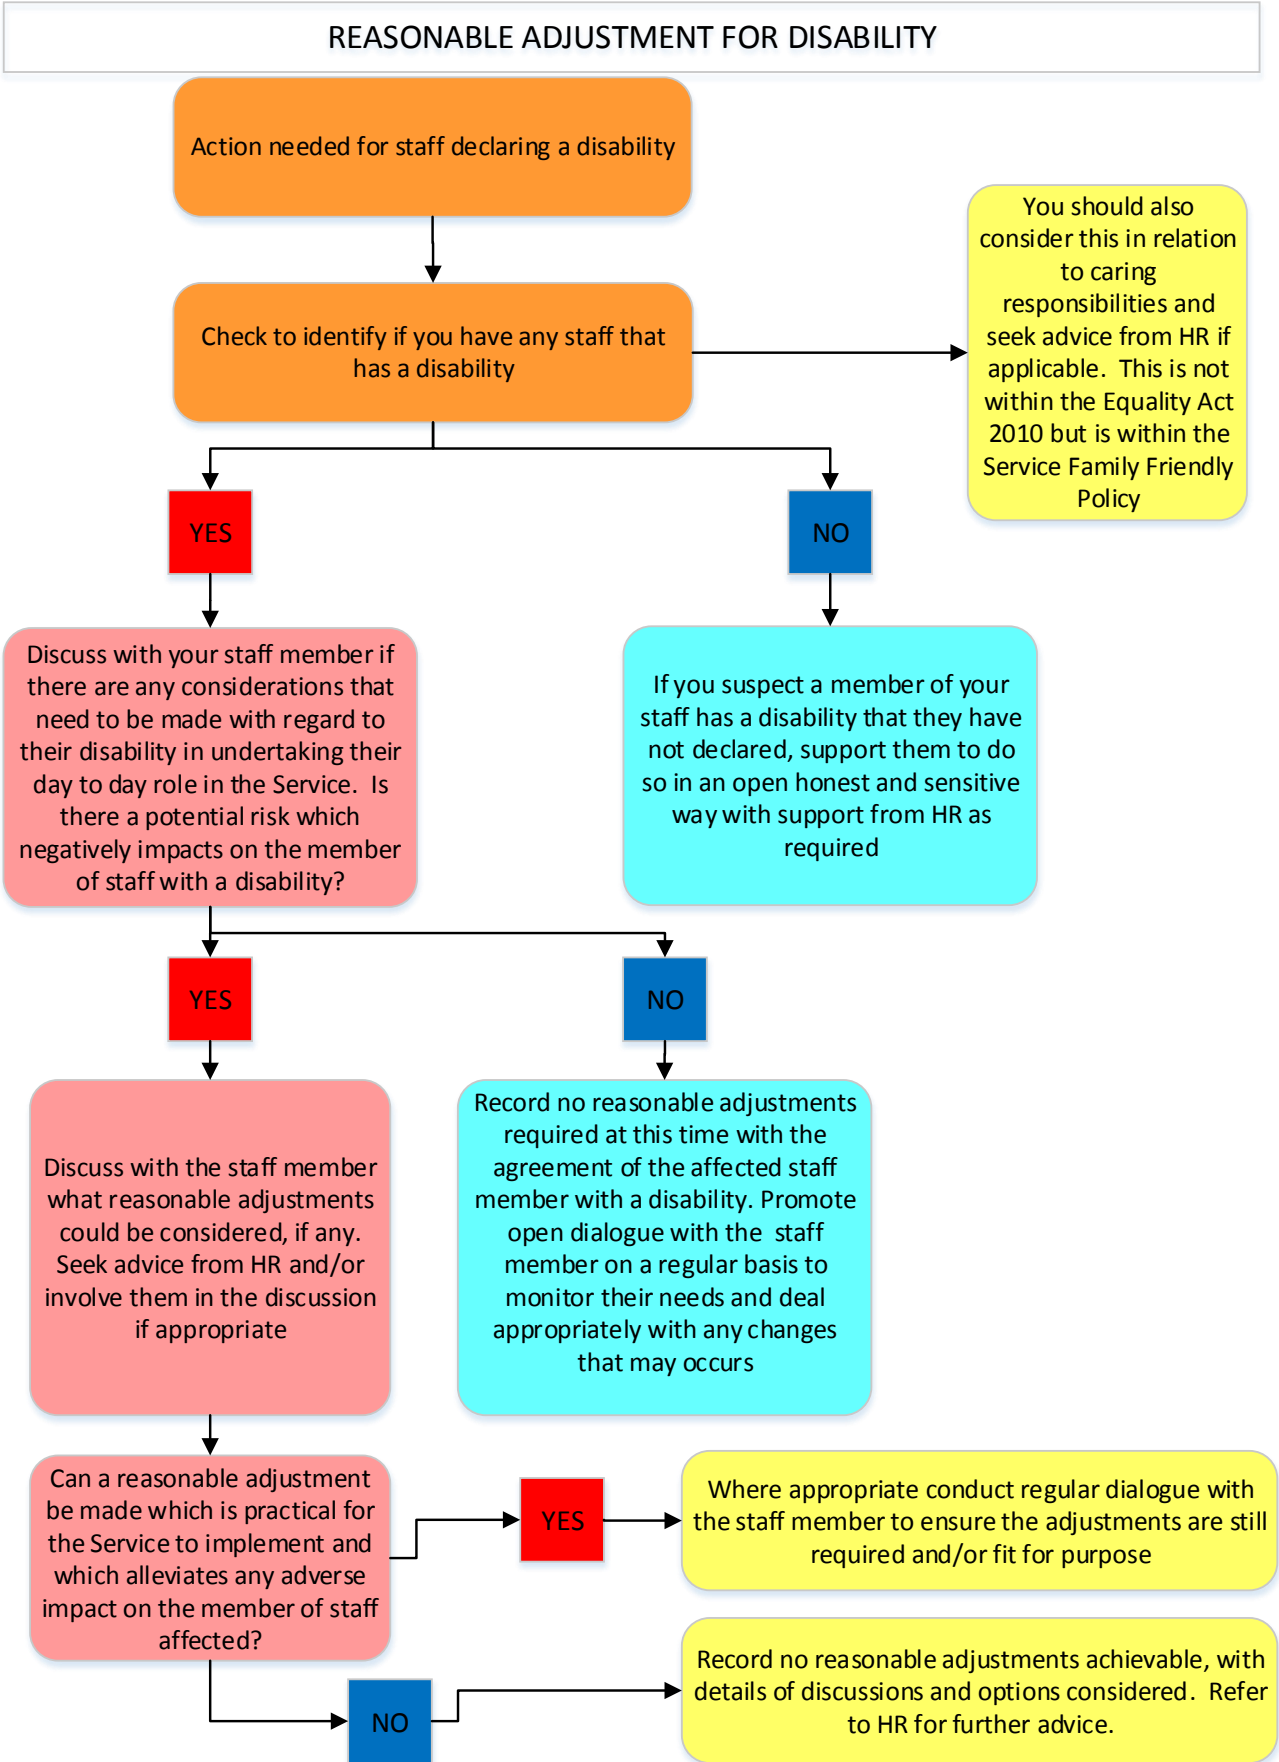 REASONABLE ADJUSTMENT FOR DISABILITY
Action needed for staff declaring a disability
Check to identify if you have any staff that
has a disability
You should also
consider this in relation
to caring
responsibilities and
seek advice from HR if
applicable.  This is not
within the Equality Act
2010 but is within the
Service Family Friendly
Policy
YES
NO
Discuss with your staff member if
there are any considerations that
need to be made with regard to
their disability in undertaking their
day to day role in the Service.  Is
there a potential risk which
negatively impacts on the member
of staff with a disability?
If you suspect a member of your
staff has a disability that they have
not declared, support them to do
so in an open honest and sensitive
way with support from HR as
required
YES
NO
Discuss with the staff member
what reasonable adjustments
could be considered, if any.
Seek advice from HR and/or
involve them in the discussion
if appropriate
Record no reasonable adjustments
required at this time with the
agreement of the affected staff
member with a disability. Promote
open dialogue with the  staff
member on a regular basis to
monitor their needs and deal
appropriately with any changes
that may occurs
Can a reasonable adjustment
be made which is practical for
the Service to implement and
which alleviates any adverse
impact on the member of staff
affected?
YES
Where appropriate conduct regular dialogue with
the staff member to ensure the adjustments are still
required and/or fit for purpose
NO
Record no reasonable adjustments achievable, with
details of discussions and options considered.  Refer
to HR for further advice.